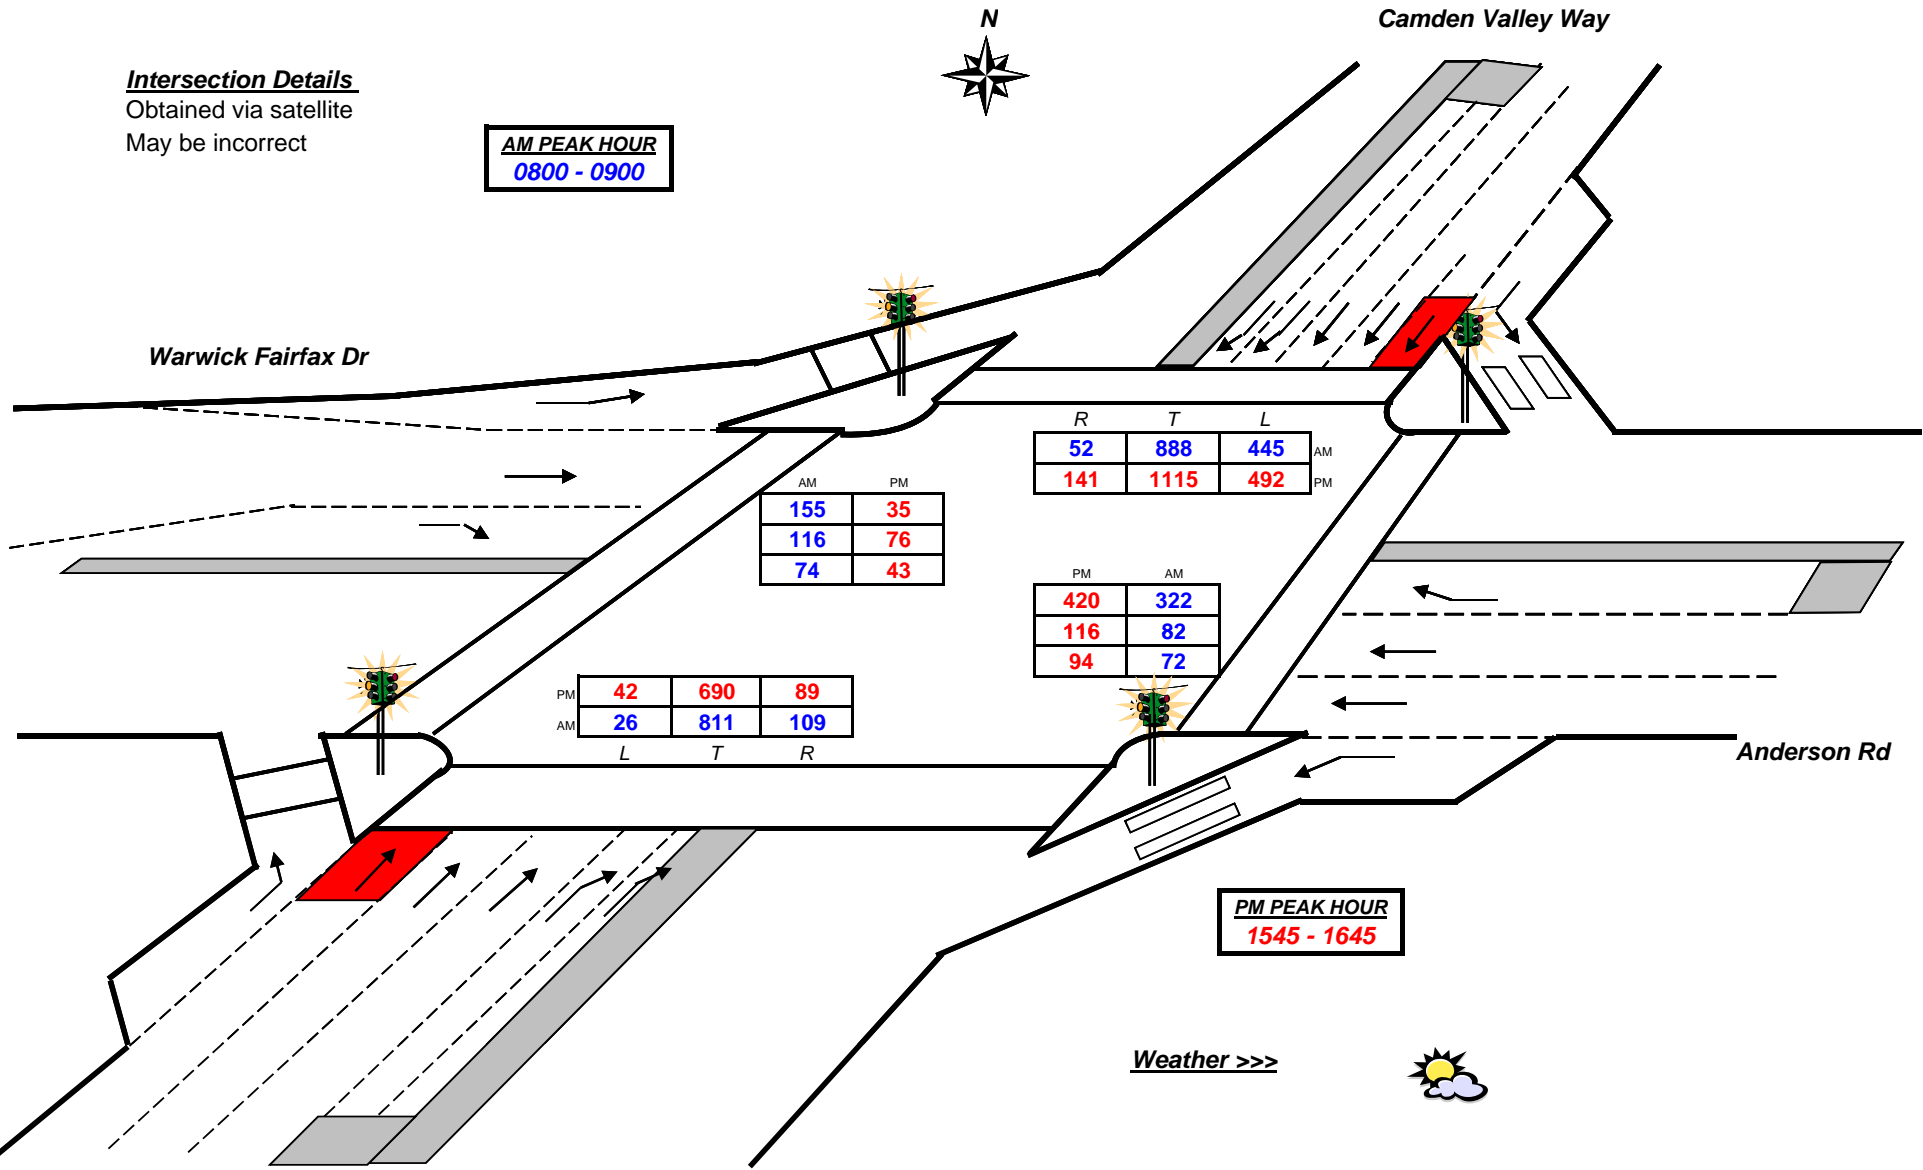 N
Camden Valley Way
Intersection Details
Obtained via satellite
May be incorrect
AM PEAK HOUR
0800 - 0900
Warwick Fairfax Dr
R T L
52 888 445 AM
141 1115 492 PM
AM PM
155 35
116 76
74 43
PM AM
420 322
116 82
94 72
PM 42 690 89
AM 26 811 109
L T R
Anderson Rd
PM PEAK HOUR
1545 - 1645
Weather >>>